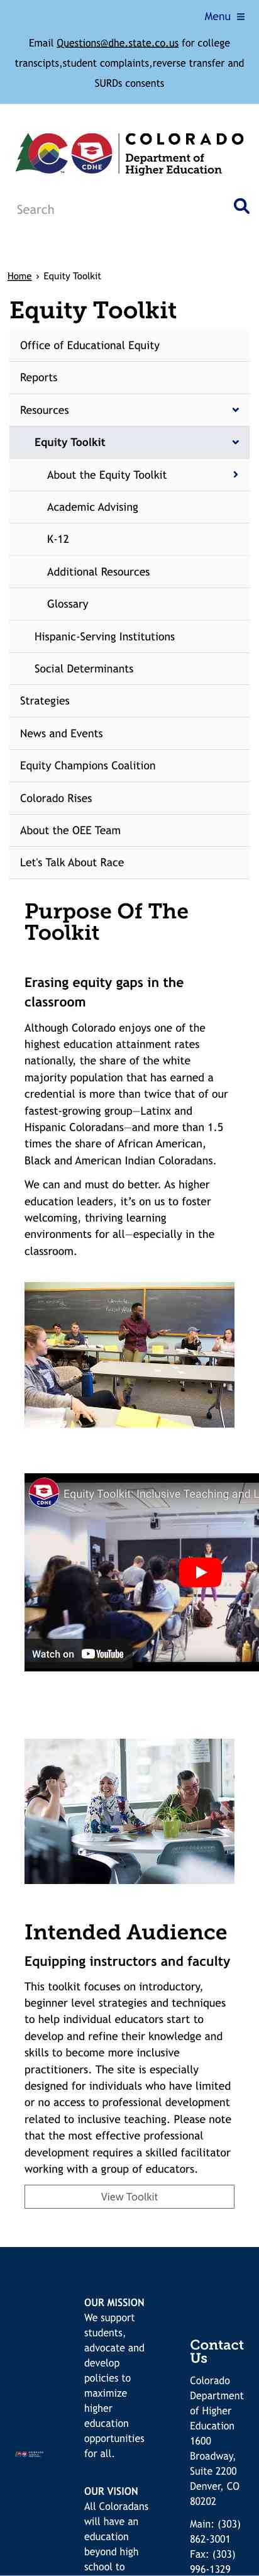 Menu
Email Questions@dhe.state.co.us for college
transcipts,student complaints,reverse transfer and
SURDs consents
CO
CDHE
COLORADO
Department of
Higher Education
Search
Home › Equity Toolkit
Equity Toolkit
Office of Educational Equity
Reports
Resources
Equity Toolkit
About the Equity Toolkit
Academic Advising
K-12
Additional Resources
Glossary
Hispanic-Serving Institutions
Social Determinants
Strategies
News and Events
Equity Champions Coalition
Colorado Rises
About the OEE Team
Let's Talk About Race
Purpose Of The
Toolkit
Erasing equity gaps in the
classroom
Although Colorado enjoys one of the
highest education attainment rates
nationally, the share of the white
majority population that has earned a
credential is more than twice that of our
fastest-growing group—Latinx and
Hispanic Coloradans—and more than 1.5
times the share of African American,
Black and American Indian Coloradans.
We can and must do better. As higher
education leaders, it’s on us to foster
welcoming, thriving learning
environments for all—especially in the
classroom.
CDHE
Equity Toolkit: Inclusive Teaching and L
Watch on YouTube
Intended Audience
Equipping instructors and faculty
This toolkit focuses on introductory,
beginner level strategies and techniques
to help individual educators start to
develop and refine their knowledge and
skills to become more inclusive
practitioners. The site is especially
designed for individuals who have limited
or no access to professional development
related to inclusive teaching. Please note
that the most effective professional
development requires a skilled facilitator
working with a group of educators.
View Toolkit
OUR MISSION
We support
students,
advocate and
develop
policies to
maximize
higher
education
opportunities
for all.
OUR VISION
All Coloradans
will have an
education
beyond high
school to
Contact
Us
Colorado
Department
of Higher
Education
1600
Broadway,
Suite 2200
Denver, CO
80202
Main: (303)
862-3001
Fax: (303)
996-1329